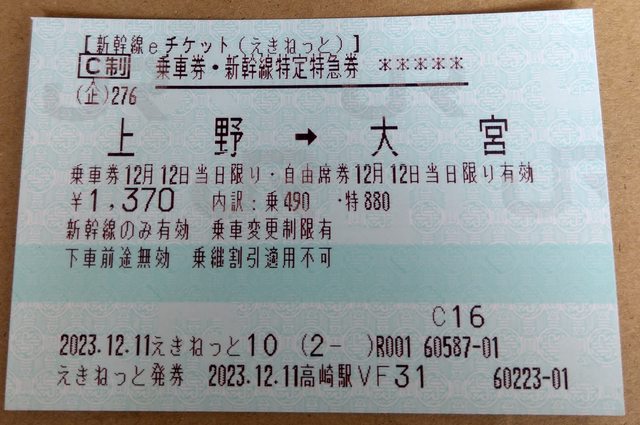 [新幹線eチケット(えきねっと)]
C制 乗車券・新幹線特定特急券 *****
(企)276
上野 → 大宮
乗車券12月12日当日限り・自由席券12月12日当日限り有効
¥1,370 内訳:乗490 ・特880
新幹線のみ有効 乗車変更制限有
下車前途無効 乗継割引適用不可
C16
2023.12.11えきねっと10 (2- )R001 60587-01
えきねっと発券 2023.12.11高崎駅VF31 60223-01